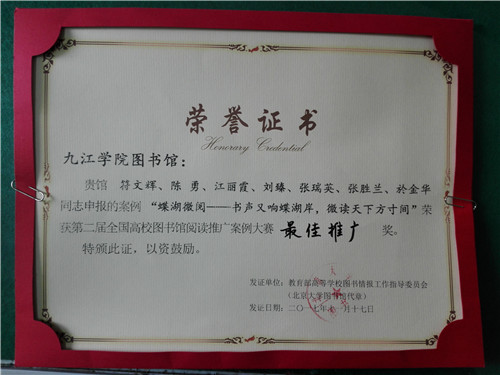 荣誉证书
Honorary Credential
九江学院图书馆：
贵馆 符文辉、陈 勇、江丽霞、刘臻、张瑞芙、张胜兰、於金华
同志申报的案例“蝶湖微阅——书声又响蝶湖岸，微读天下方寸间”荣
获第二届全国高校图书馆阅读推广案例大赛 最佳推广 奖。
特颁此证，以资鼓励。
发证单位：教育部高等学校图书情报工作指导委员会
（北京大学图书馆代章）
发证日期：二〇一七年 月十七日